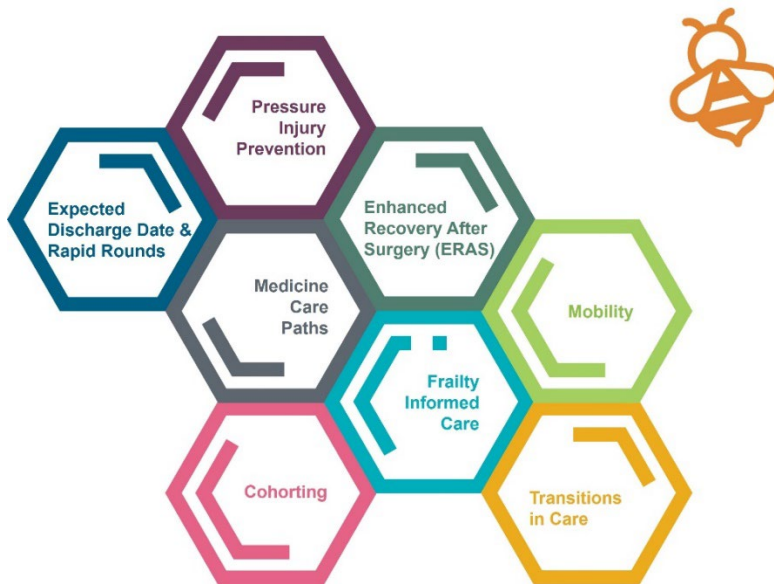 Pressure
Injury
Prevention
Expected
Discharge Date &
Rapid Rounds
Enhanced
Recovery After
Surgery (ERAS)
Medicine
Care
Paths
Mobility
Frailty
Informed
Care
Cohorting
Transitions
in Care